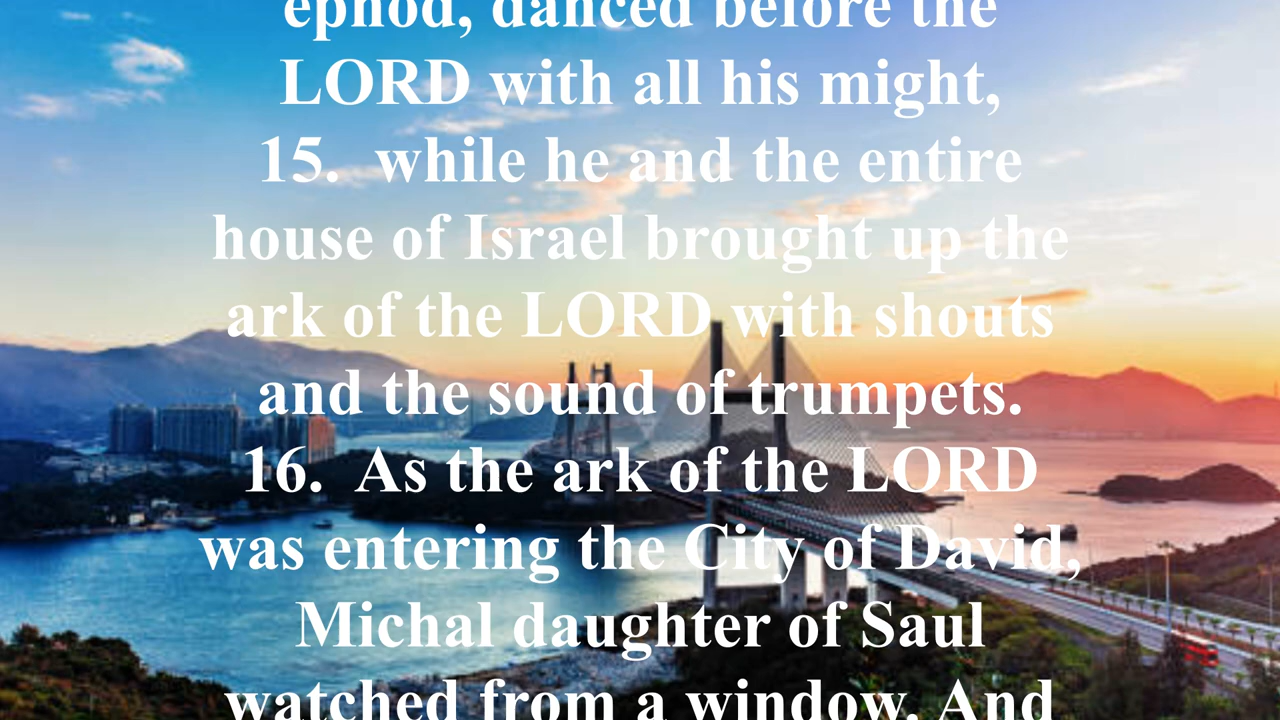 ephod, danced before the
LORD with all his might,
15. while he and the entire
house of Israel brought up the
ark of the LORD with shouts
and the sound of trumpets.
16. As the ark of the LORD
was entering the City of David,
Michal daughter of Saul
watched from a window. And